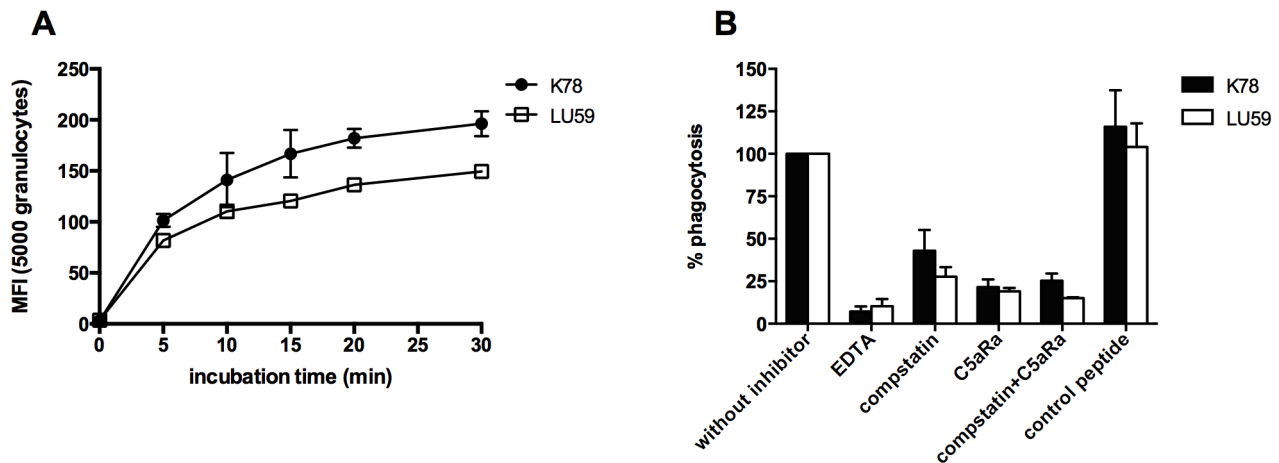 A
MFI (5000 granulocytes)
250
200
150
100
50
0
0 5 10 15 20 25 30
incubation time (min)
K78
LU59
B
% phagocytosis
150
125
100
75
50
25
0
without inhibitor
EDTA
compstatin
C5aRa
compstatin+C5aRa
control peptide
K78
LU59